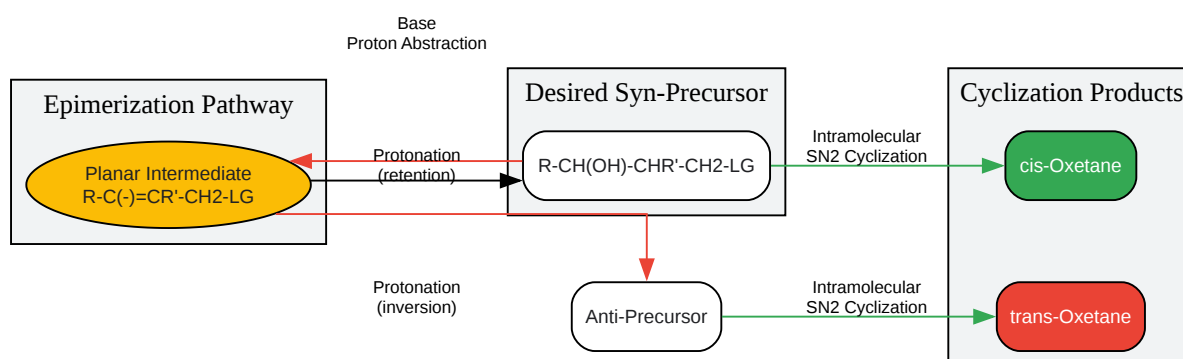 Base
Proton Abstraction
Epimerization Pathway
Desired Syn-Precursor
Cyclization Products
Planar Intermediate
R-C(-)=CR'-CH2-LG
Protonation
(retention)
R-CH(OH)-CHR'-CH2-LG
Intramolecular
SN2 Cyclization
cis-Oxetane
Protonation
(inversion)
Anti-Precursor
Intramolecular
SN2 Cyclization
trans-Oxetane